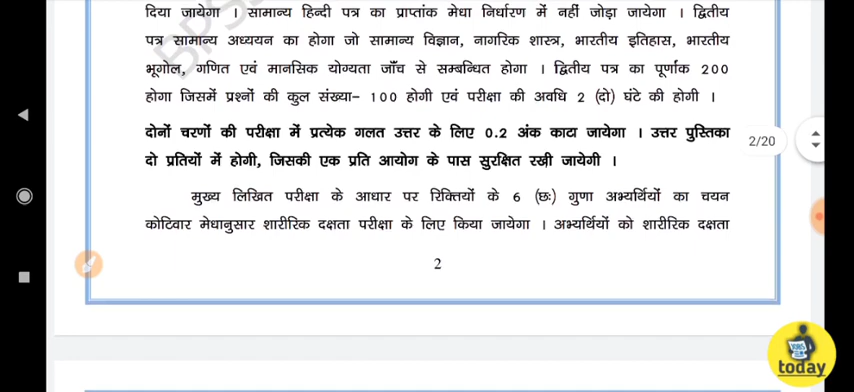 दिया जायेगा । सामान्य हिन्दी पत्र का प्राप्तांक मेधा निर्धारण में नहीं जोड़ा जायेगा । द्वितीय
पत्र सामान्य अध्ययन का होगा जो सामान्य विज्ञान, नागरिक शास्त्र, भारतीय इतिहास, भारतीय
भूगोल, गणित एवं मानसिक योग्यता जाँच से सम्बन्धित होगा । द्वितीय पत्र का पूर्णांक 200
होगा जिसमें प्रश्नों की कुल संख्या- 100 होगी एवं परीक्षा की अवधि 2 (दो) घंटे की होगी ।
दोनों चरणों की परीक्षा में प्रत्येक गलत उत्तर के लिए 0.2 अंक काटा जायेगा । उत्तर पुस्तिका
दो प्रतियों में होगी, जिसकी एक प्रति आयोग के पास सुरक्षित रखी जायेगी ।
2/20
मुख्य लिखित परीक्षा के आधार पर रिक्तियों के 6 (छः) गुणा अभ्यर्थियों का चयन
कोटिवार मेधानुसार शारीरिक दक्षता परीक्षा के लिए किया जायेगा । अभ्यर्थियों को शारीरिक दक्षता
2
today